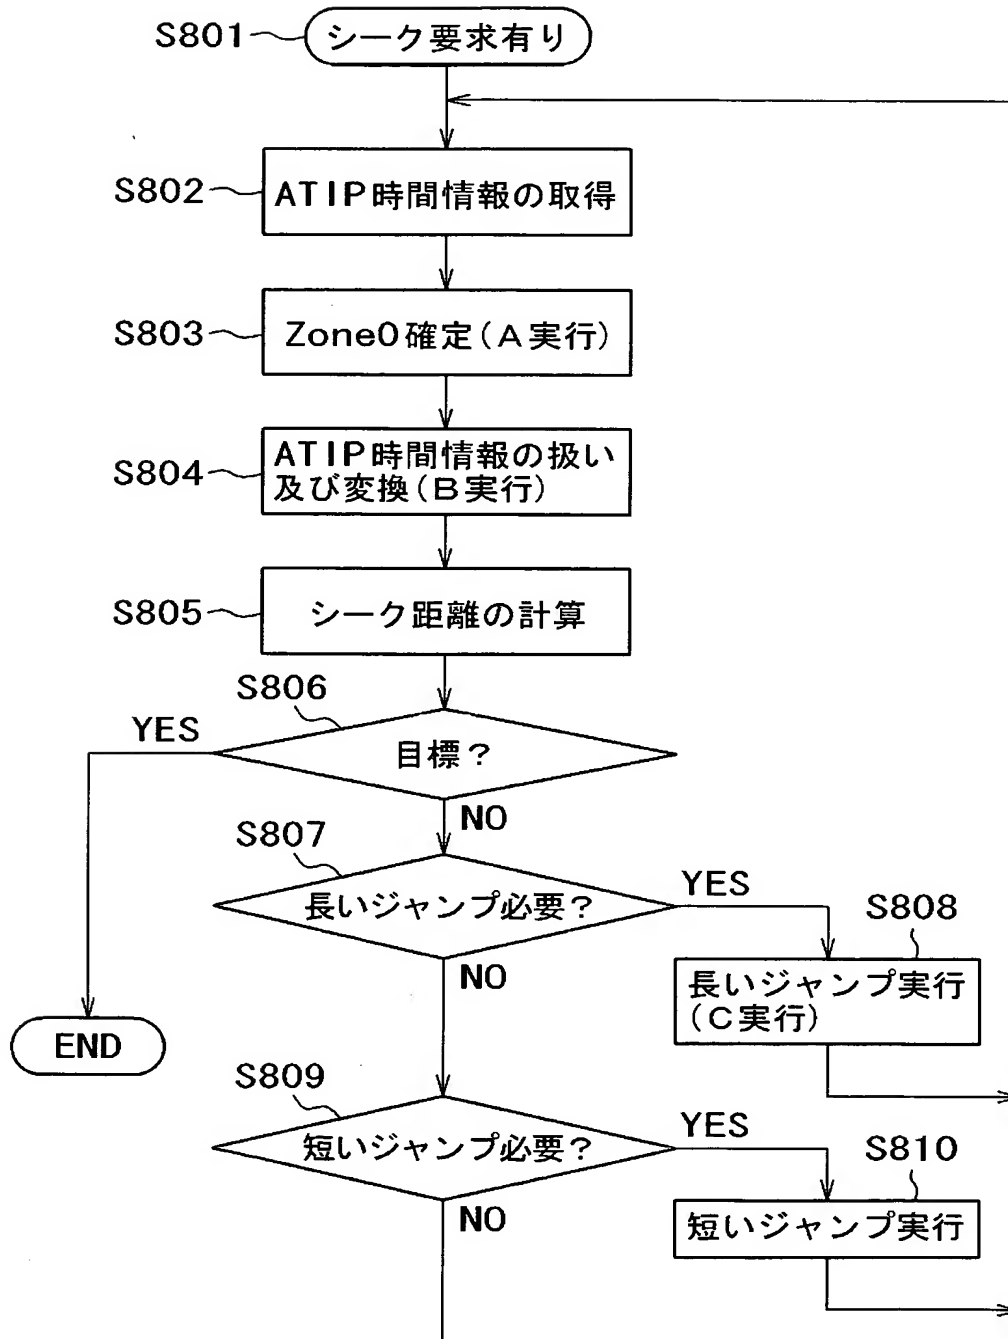 S801
シーク要求有り
S802
ATIP時間情報の取得
S803
Zone0確定(A実行)
S804
ATIP時間情報の扱い
及び変換(B実行)
S805
シーク距離の計算
S806
YES
目標?
NO
S807
長いジャンプ必要?
YES
NO
S808
長いジャンプ実行
(C実行)
END
S809
短いジャンプ必要?
YES
NO
S810
短いジャンプ実行